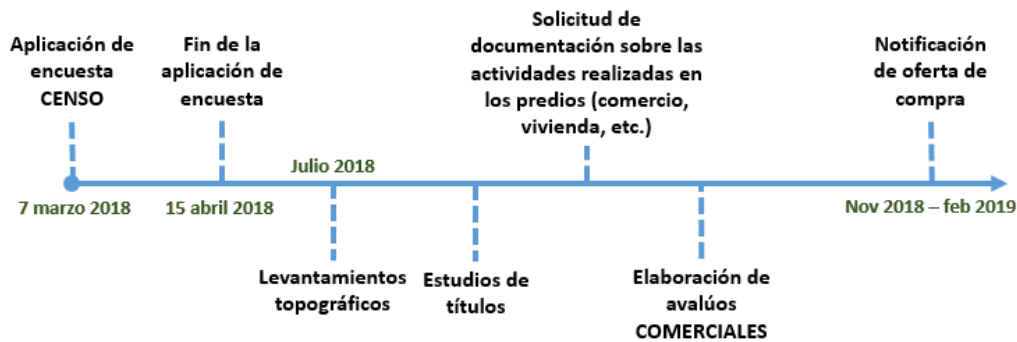 Aplicación de
encuesta
CENSO
Fin de la
aplicación de
encuesta
Solicitud de
documentación sobre las
actividades realizadas en
los predios (comercio,
vivienda, etc.)
Notificación
de oferta de
compra
Julio 2018
7 marzo 2018
15 abril 2018
Nov 2018 – feb 2019
Levantamientos
topográficos
Estudios de
títulos
Elaboración de
avalúos
COMERCIALES